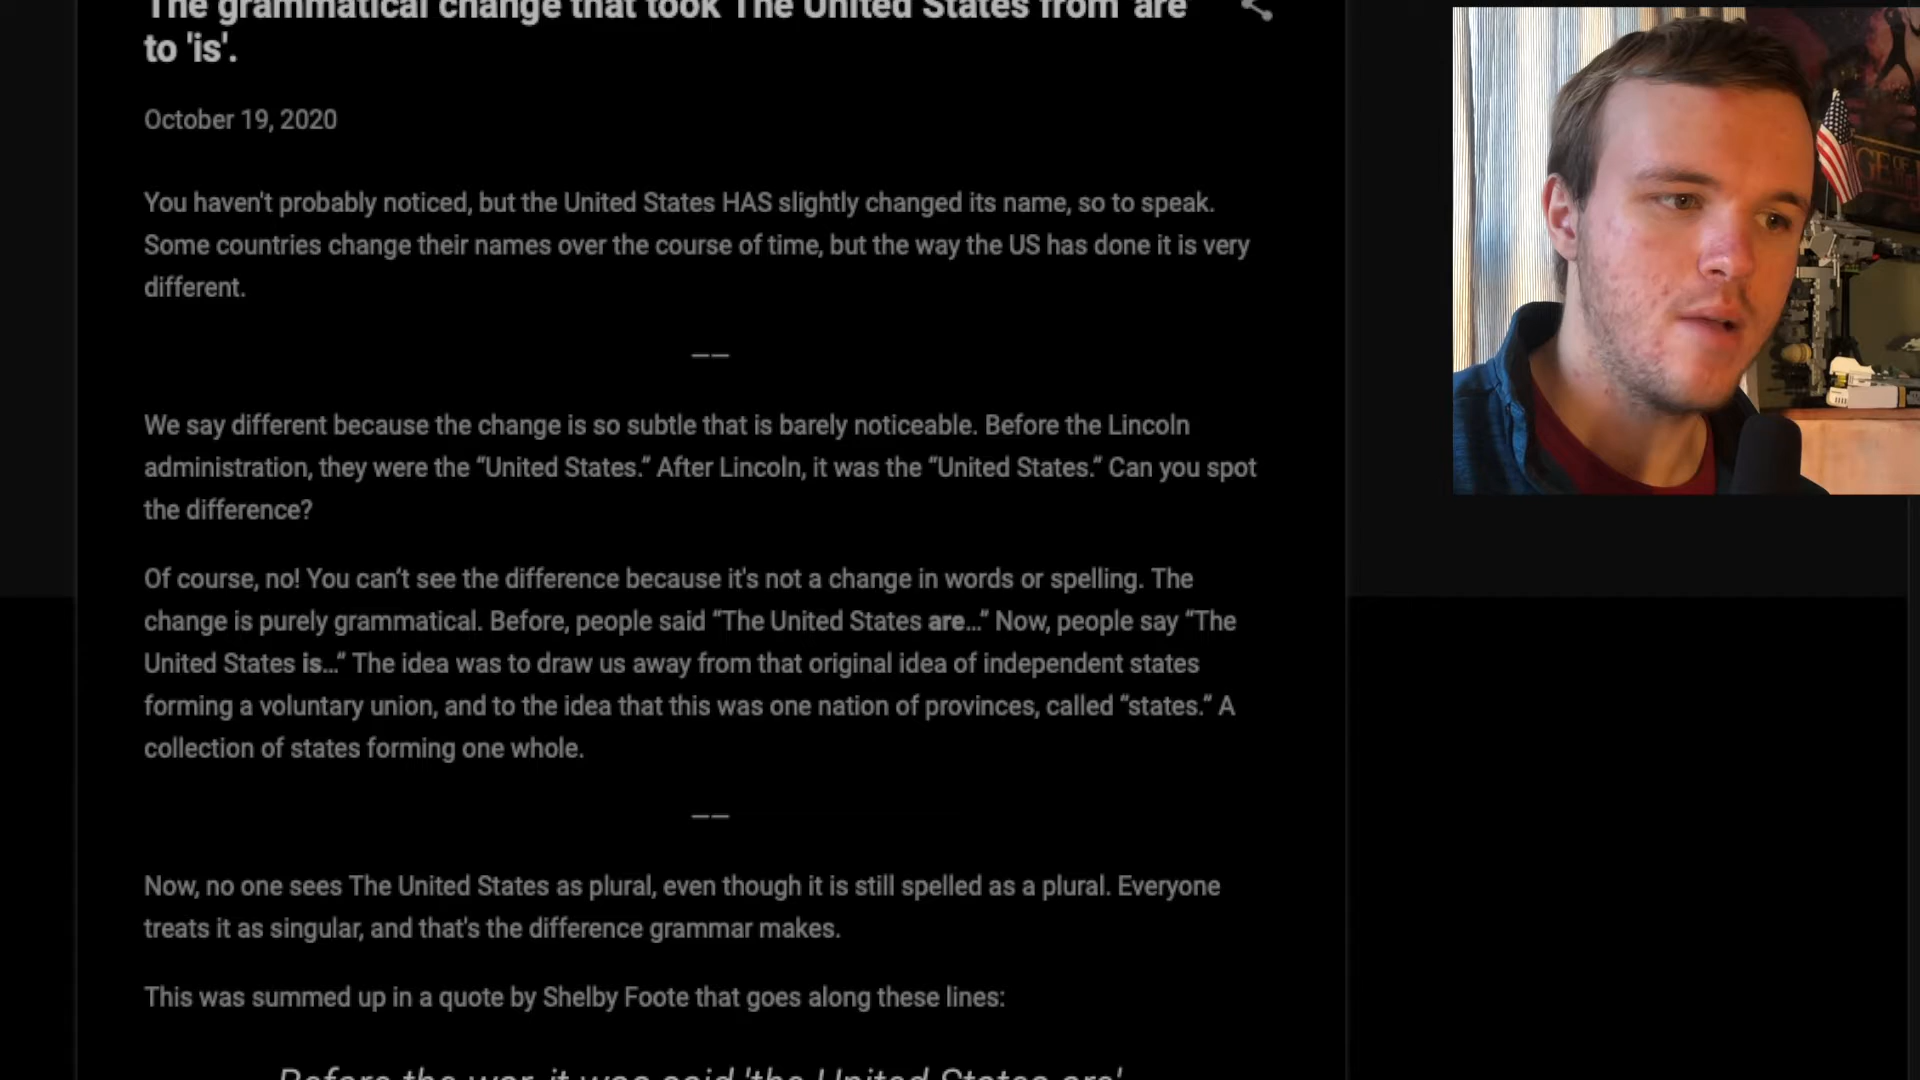 The grammatical change that took The United States from 'are'
to 'is'.
October 19, 2020
You haven't probably noticed, but the United States HAS slightly changed its name, so to speak.
Some countries change their names over the course of time, but the way the US has done it is very
different.
——
We say different because the change is so subtle that is barely noticeable. Before the Lincoln
administration, they were the “United States.” After Lincoln, it was the “United States.” Can you spot
the difference?
Of course, no! You can’t see the difference because it's not a change in words or spelling. The
change is purely grammatical. Before, people said “The United States are…” Now, people say “The
United States is…” The idea was to draw us away from that original idea of independent states
forming a voluntary union, and to the idea that this was one nation of provinces, called “states.” A
collection of states forming one whole.
——
Now, no one sees The United States as plural, even though it is still spelled as a plural. Everyone
treats it as singular, and that's the difference grammar makes.
This was summed up in a quote by Shelby Foote that goes along these lines:
Before the war, it was said 'the United States are'